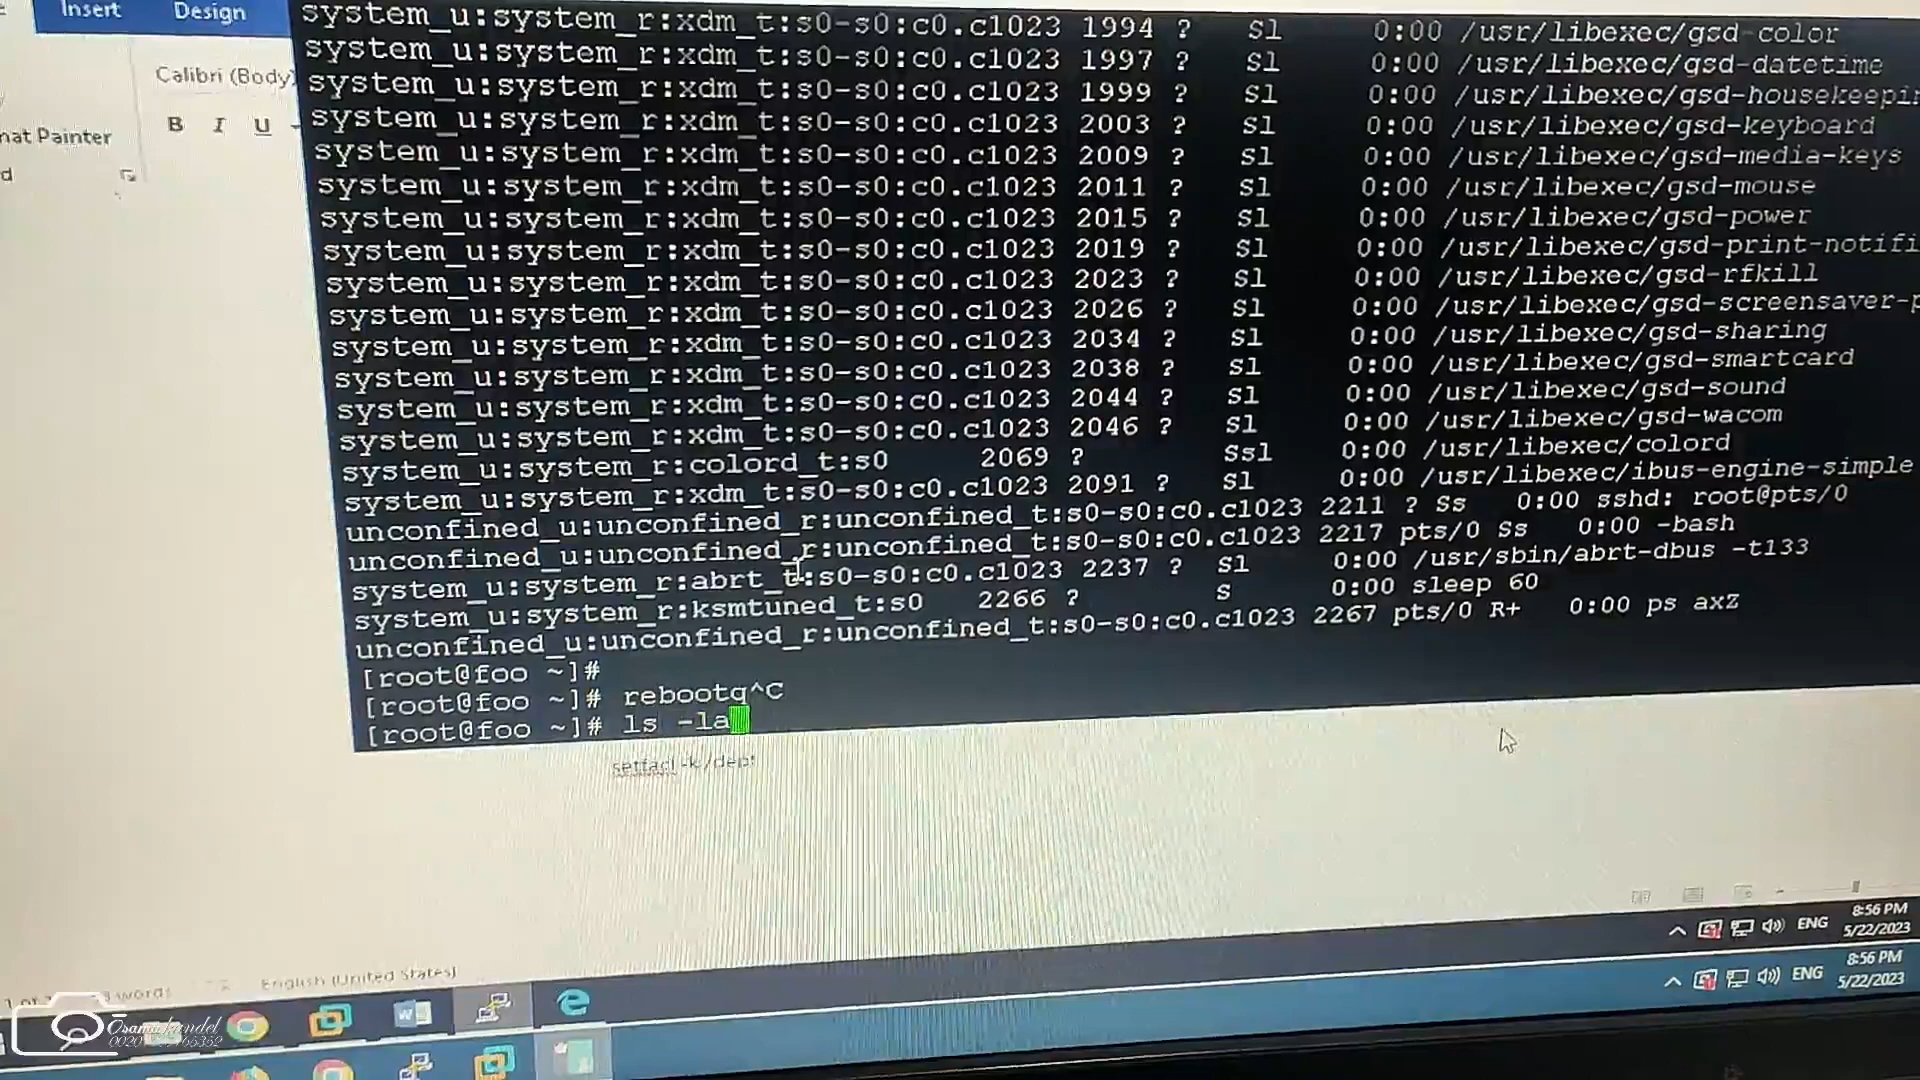 Insert Design
system_u:system_r:xdm_t:s0-s0:c0.c1023 1994 ? Sl 0:00 /usr/libexec/gsd-color
system_u:system_r:xdm_t:s0-s0:c0.c1023 1997 ? Sl 0:00 /usr/libexec/gsd-datetime
Calibri (Body)
system_u:system_r:xdm_t:s0-s0:c0.c1023 1999 ? Sl 0:00 /usr/libexec/gsd-housekeepi
B I U
system_u:system_r:xdm_t:s0-s0:c0.c1023 2003 ? Sl 0:00 /usr/libexec/gsd-keyboard
mat Painter
system_u:system_r:xdm_t:s0-s0:c0.c1023 2009 ? Sl 0:00 /usr/libexec/gsd-media-keys
d
system_u:system_r:xdm_t:s0-s0:c0.c1023 2011 ? Sl 0:00 /usr/libexec/gsd-mouse
system_u:system_r:xdm_t:s0-s0:c0.c1023 2015 ? Sl 0:00 /usr/libexec/gsd-power
system_u:system_r:xdm_t:s0-s0:c0.c1023 2019 ? Sl 0:00 /usr/libexec/gsd-print-notifi
system_u:system_r:xdm_t:s0-s0:c0.c1023 2023 ? Sl 0:00 /usr/libexec/gsd-rfkill
system_u:system_r:xdm_t:s0-s0:c0.c1023 2026 ? Sl 0:00 /usr/libexec/gsd-screensaver-p
system_u:system_r:xdm_t:s0-s0:c0.c1023 2034 ? Sl 0:00 /usr/libexec/gsd-sharing
system_u:system_r:xdm_t:s0-s0:c0.c1023 2038 ? Sl 0:00 /usr/libexec/gsd-smartcard
system_u:system_r:xdm_t:s0-s0:c0.c1023 2044 ? Sl 0:00 /usr/libexec/gsd-sound
system_u:system_r:xdm_t:s0-s0:c0.c1023 2046 ? Sl 0:00 /usr/libexec/gsd-wacom
system_u:system_r:colord_t:s0 2069 ? Ssl 0:00 /usr/libexec/colord
system_u:system_r:xdm_t:s0-s0:c0.c1023 2091 ? Sl 0:00 /usr/libexec/ibus-engine-simple
unconfined_u:unconfined_r:unconfined_t:s0-s0:c0.c1023 2211 ? Ss 0:00 sshd: root@pts/0
unconfined_u:unconfined_r:unconfined_t:s0-s0:c0.c1023 2217 pts/0 Ss 0:00 -bash
system_u:system_r:abrt_t:s0-s0:c0.c1023 2237 ? Sl 0:00 /usr/sbin/abrt-dbus -t133
system_u:system_r:ksmtuned_t:s0 2266 ? S 0:00 sleep 60
unconfined_u:unconfined_r:unconfined_t:s0-s0:c0.c1023 2267 pts/0 R+ 0:00 ps axZ
[root@foo ~]#
[root@foo ~]# rebootq^C
[root@foo ~]# ls -la
setfacl -k /dept
ENG 8:56 PM
5/22/2023
English (United States)
words
ENG 8:56 PM
5/22/2023